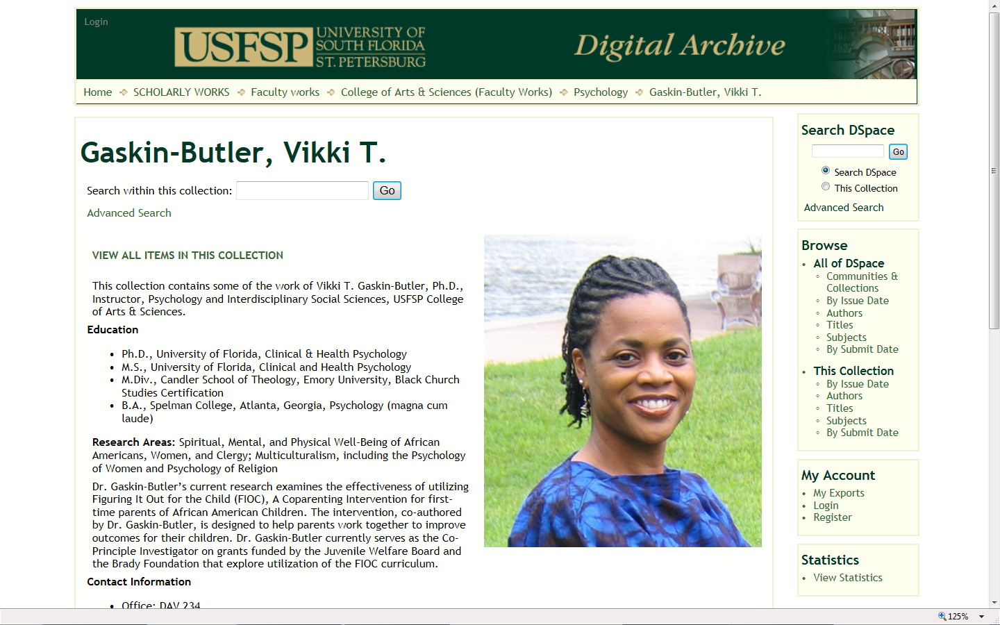 Login
USFSP UNIVERSITY OF
SOUTH FLORIDA
ST. PETERSBURG
Digital Archive
Home SCHOLARLY WORKS Faculty works College of Arts & Sciences (Faculty Works) Psychology Gaskin-Butler, Vikki T.
Gaskin-Butler, Vikki T.
Search within this collection: Go
Advanced Search
VIEW ALL ITEMS IN THIS COLLECTION
This collection contains some of the work of Vikki T. Gaskin-Butler, Ph.D.,
Instructor, Psychology and Interdisciplinary Social Sciences, USFSP College
of Arts & Sciences.
Education
• Ph.D., University of Florida, Clinical & Health Psychology
• M.S., University of Florida, Clinical and Health Psychology
• M.Div., Candler School of Theology, Emory University, Black Church
Studies Certification
• B.A., Spelman College, Atlanta, Georgia, Psychology (magna cum
laude)
Research Areas: Spiritual, Mental, and Physical Well-Being of African
Americans, Women, and Clergy; Multiculturalism, including the Psychology
of Women and Psychology of Religion
Dr. Gaskin-Butler's current research examines the effectiveness of utilizing
Figuring It Out for the Child (FIOC), A Coparenting Intervention for first-
time parents of African American Children. The intervention, co-authored
by Dr. Gaskin-Butler, is designed to help parents work together to improve
outcomes for their children. Dr. Gaskin-Butler currently serves as the Co-
Principle Investigator on grants funded by the Juvenile Welfare Board and
the Brady Foundation that explore utilization of the FIOC curriculum.
Contact Information
• Office: DAV 234
Search DSpace
Go
Search DSpace
This Collection
Advanced Search
Browse
• All of DSpace
◦ Communities &
Collections
◦ By Issue Date
◦ Authors
◦ Titles
◦ Subjects
◦ By Submit Date
• This Collection
◦ By Issue Date
◦ Authors
◦ Titles
◦ Subjects
◦ By Submit Date
My Account
• My Exports
• Login
• Register
Statistics
• View Statistics
125%